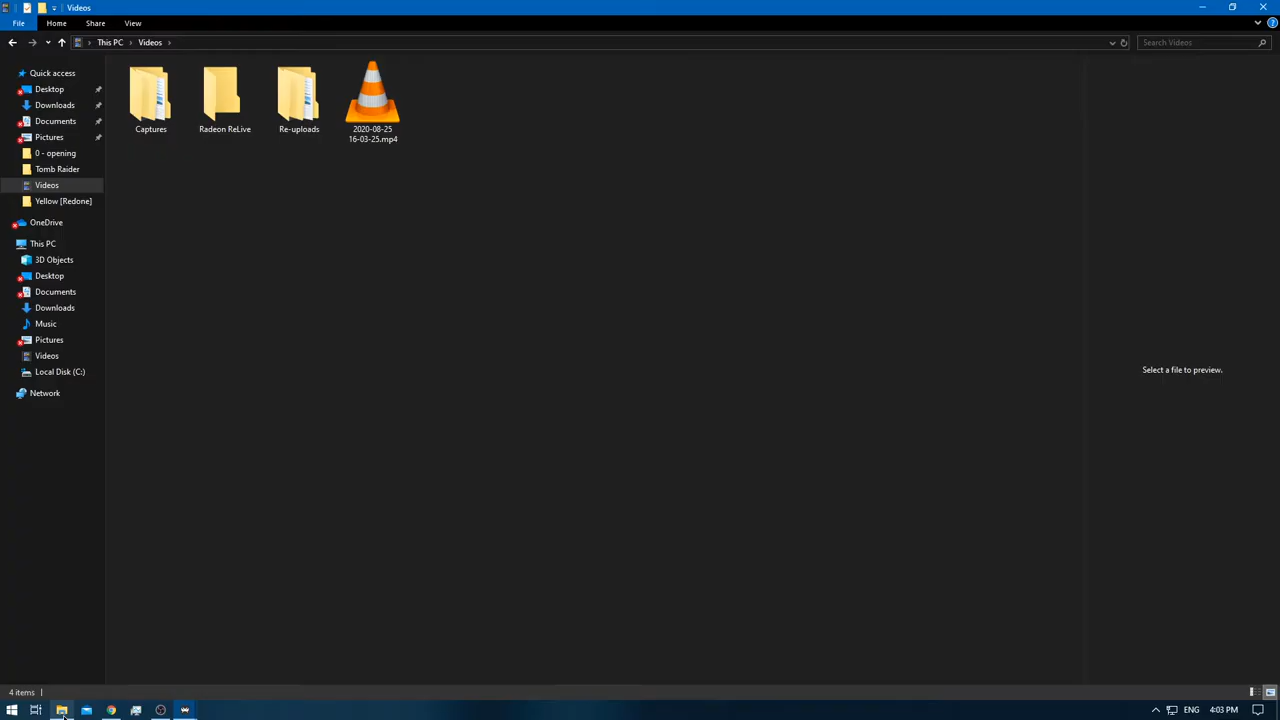 Videos
File Home Share View
This PC Videos
Search Videos
Quick access
Desktop
Downloads
Documents
Pictures
0 - opening
Tomb Raider
Videos
Yellow [Redone]
OneDrive
This PC
3D Objects
Desktop
Documents
Downloads
Music
Pictures
Videos
Local Disk (C:)
Network
Captures
Radeon ReLive
Re-uploads
2020-08-25
16-03-25.mp4
Select a file to preview.
4 items
ENG 4:03 PM